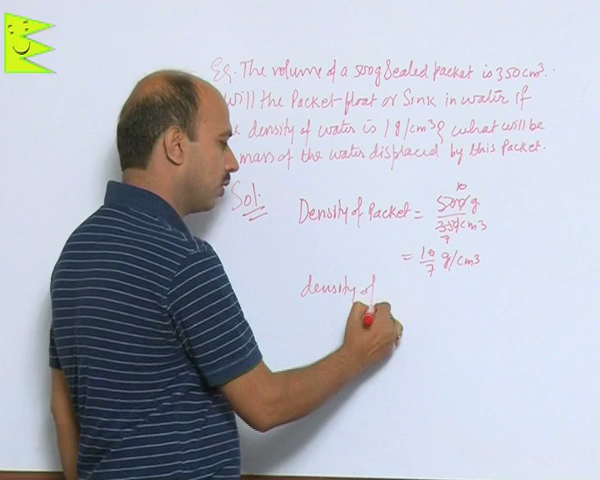 Eg. The volume of a 500g Sealed packet is 350cm³.
will the Packet float or Sink in water if
density of water is 1g/cm³ & what will be
mass of the water displaced by this Packet.
Sol:
Density of Packet = 500g/350cm³
10
7
= 10/7 g/cm³
density of